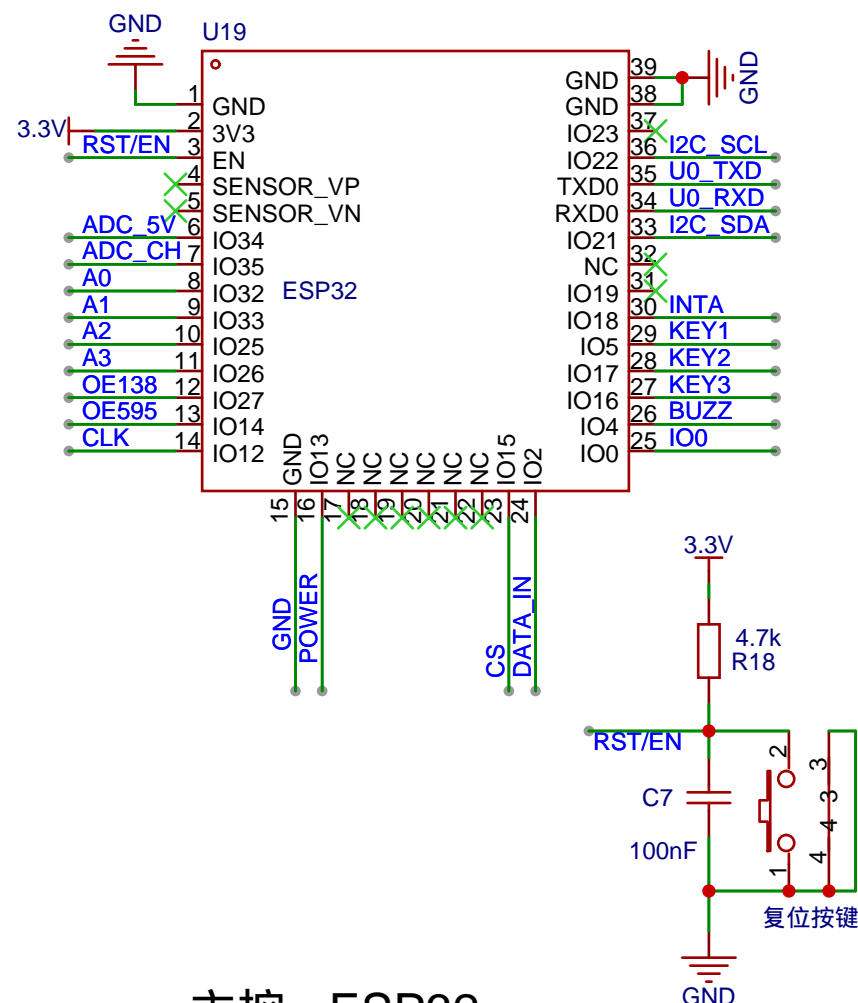 GND
U19
1
GND
3.3V
2
3V3
RST/EN
3
EN
4
SENSOR_VP
5
SENSOR_VN
ADC_5V
6
IO34
ADC_CH
7
IO35
A0
8
IO32
ESP32
A1
9
IO33
A2
10
IO25
A3
11
IO26
OE138
12
IO27
OE595
13
IO14
CLK
14
IO12
39
GND
GND
38
GND
37
IO23
36
IO22
I2C_SCL
35
TXD0
U0_TXD
34
RXD0
U0_RXD
33
IO21
I2C_SDA
32
NC
31
IO19
30
IO18
INTA
29
IO5
KEY1
28
IO17
KEY2
27
IO16
KEY3
26
IO4
BUZZ
25
IO0
IO0
GND
IO13
NC
NC
NC
NC
NC
NC
IO15
IO2
15
16
17
18
19
20
21
22
23
24
GND
POWER
CS
DATA_IN
3.3V
4.7k
R18
RST/EN
C7
100nF
2
1
3
3
4
4
复位按键
GND